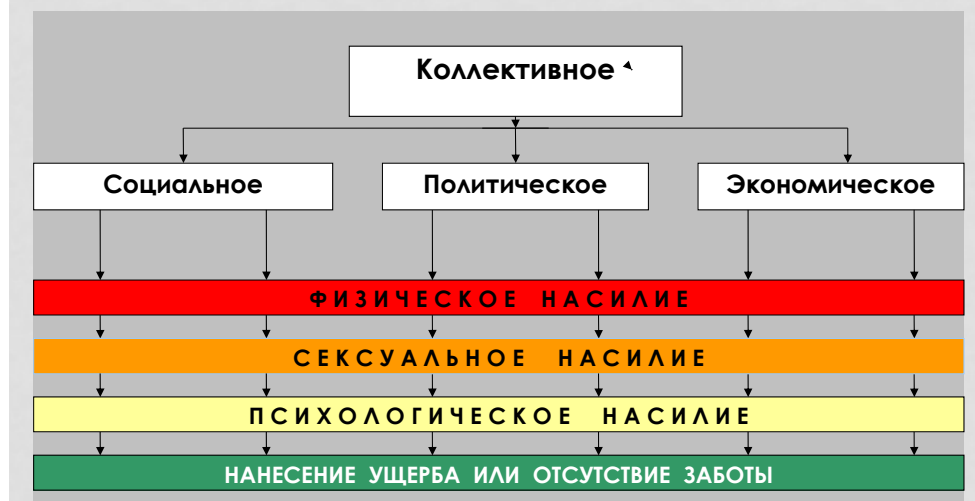 Коллективное
Социальное
Политическое
Экономическое
ФИЗИЧЕСКОЕ НАСИЛИЕ
СЕКСУАЛЬНОЕ НАСИЛИЕ
ПСИХОЛОГИЧЕСКОЕ НАСИЛИЕ
НАНЕСЕНИЕ УЩЕРБА ИЛИ ОТСУТСТВИЕ ЗАБОТЫ